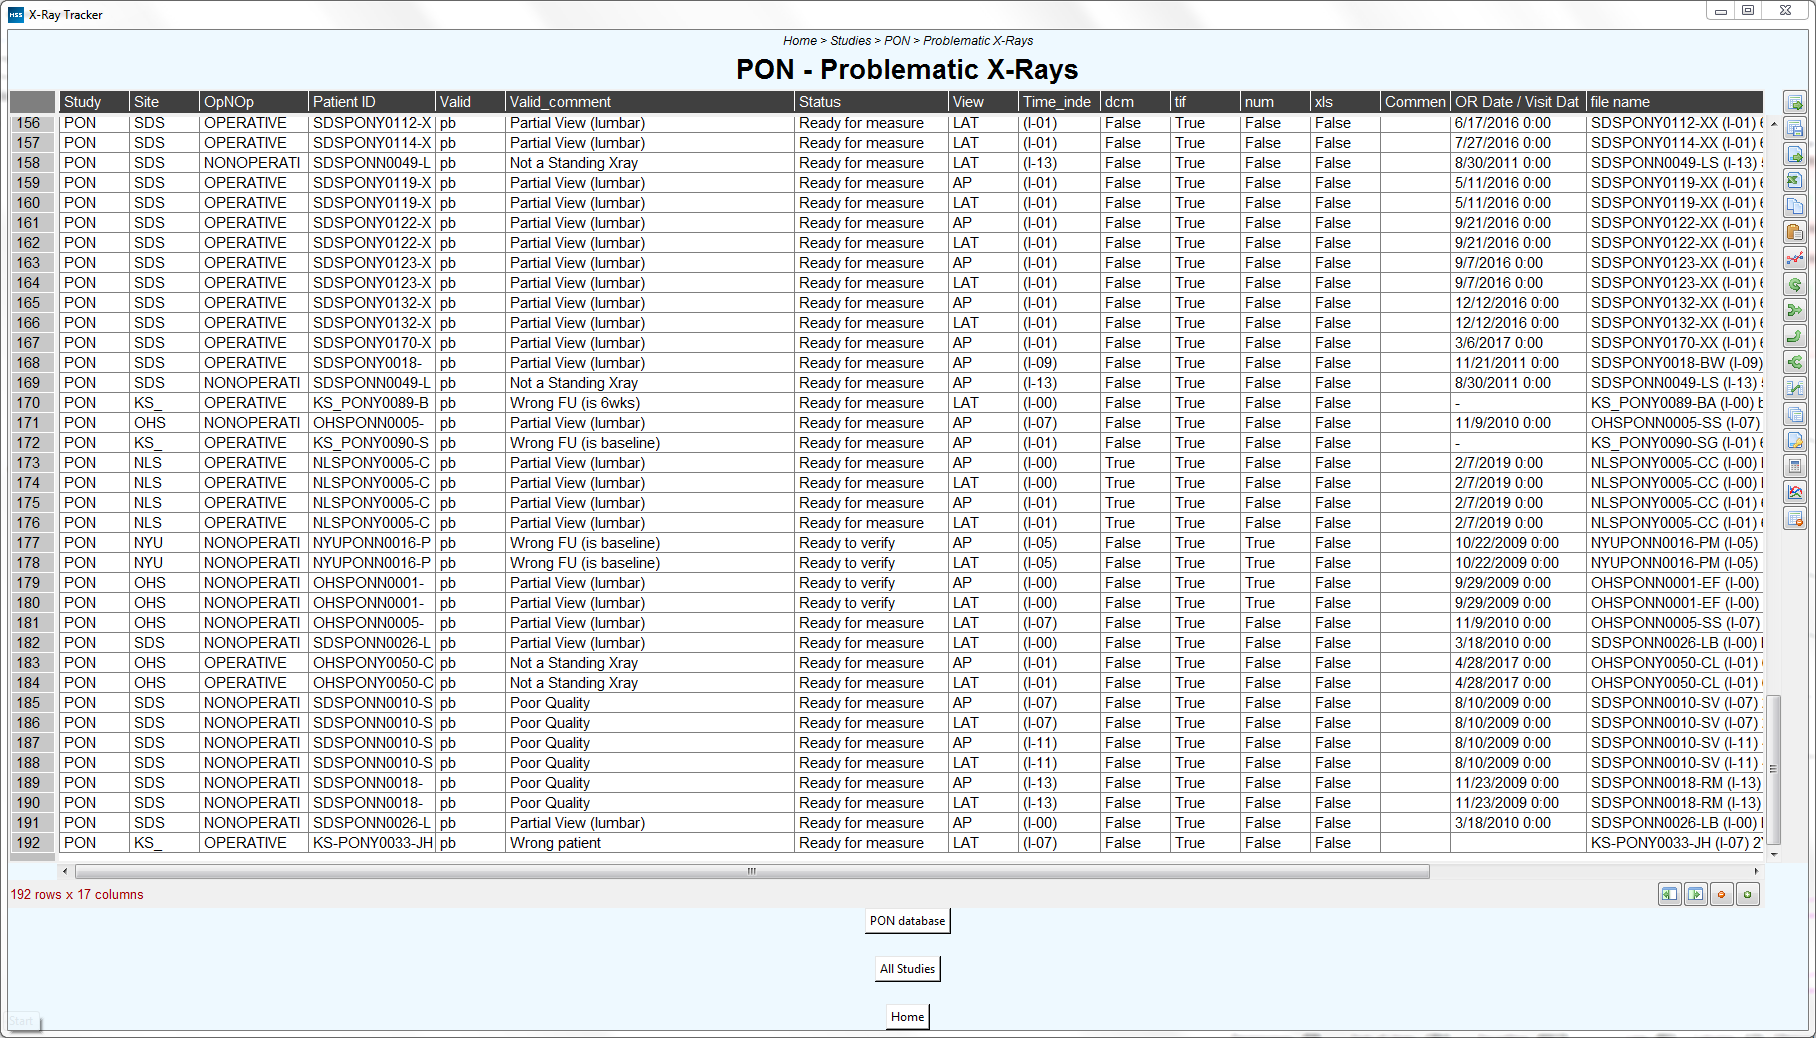 HSS X-Ray Tracker
Home > Studies > PON > Problematic X-Rays
PON - Problematic X-Rays
Study Site OpNOp Patient ID Valid Valid_comment Status View Time_inde dcm tif num xls Commen OR Date / Visit Dat file name
156 PON SDS OPERATIVE SDSPONY0112-X pb Partial View (lumbar) Ready for measure LAT (I-01) False True False False 6/17/2016 0:00 SDSPONY0112-XX (I-01) 6
157 PON SDS OPERATIVE SDSPONY0114-X pb Partial View (lumbar) Ready for measure LAT (I-01) False True False False 7/27/2016 0:00 SDSPONY0114-XX (I-01) 6
158 PON SDS NONOPERATI SDSPONN0049-L pb Not a Standing Xray Ready for measure LAT (I-13) False True False False 8/30/2011 0:00 SDSPONN0049-LS (I-13)
159 PON SDS OPERATIVE SDSPONY0119-X pb Partial View (lumbar) Ready for measure AP (I-01) False True False False 5/11/2016 0:00 SDSPONY0119-XX (I-01) 6
160 PON SDS OPERATIVE SDSPONY0119-X pb Partial View (lumbar) Ready for measure LAT (I-01) False True False False 5/11/2016 0:00 SDSPONY0119-XX (I-01) 6
161 PON SDS OPERATIVE SDSPONY0122-X pb Partial View (lumbar) Ready for measure AP (I-01) False True False False 9/21/2016 0:00 SDSPONY0122-XX (I-01) 6
162 PON SDS OPERATIVE SDSPONY0122-X pb Partial View (lumbar) Ready for measure LAT (I-01) False True False False 9/21/2016 0:00 SDSPONY0122-XX (I-01) 6
163 PON SDS OPERATIVE SDSPONY0123-X pb Partial View (lumbar) Ready for measure AP (I-01) False True False False 9/7/2016 0:00 SDSPONY0123-XX (I-01) 6
164 PON SDS OPERATIVE SDSPONY0123-X pb Partial View (lumbar) Ready for measure LAT (I-01) False True False False 9/7/2016 0:00 SDSPONY0123-XX (I-01) 6
165 PON SDS OPERATIVE SDSPONY0132-X pb Partial View (lumbar) Ready for measure AP (I-01) False True False False 12/12/2016 0:00 SDSPONY0132-XX (I-01) 6
166 PON SDS OPERATIVE SDSPONY0132-X pb Partial View (lumbar) Ready for measure LAT (I-01) False True False False 12/12/2016 0:00 SDSPONY0132-XX (I-01) 6
167 PON SDS OPERATIVE SDSPONY0170-X pb Partial View (lumbar) Ready for measure AP (I-01) False True False False 3/6/2017 0:00 SDSPONY0170-XX (I-01) 6
168 PON SDS OPERATIVE SDSPONY0018- pb Partial View (lumbar) Ready for measure AP (I-09) False True False False 11/21/2011 0:00 SDSPONY0018-BW (I-09)
169 PON SDS NONOPERATI SDSPONN0049-L pb Not a Standing Xray Ready for measure AP (I-13) False True False False 8/30/2011 0:00 SDSPONN0049-LS (I-13)
170 PON KS_ OPERATIVE KS_PONY0089-B pb Wrong FU (is 6wks) Ready for measure LAT (I-00) False True False False - KS_PONY0089-BA (I-00) b
171 PON OHS NONOPERATI OHSPONN0005- pb Partial View (lumbar) Ready for measure AP (I-07) False True False False 11/9/2010 0:00 OHSPONN0005-SS (I-07)
172 PON KS_ OPERATIVE KS_PONY0090-S pb Wrong FU (is baseline) Ready for measure AP (I-01) False True False False - KS_PONY0090-SG (I-01) 6
173 PON NLS OPERATIVE NLSPONY0005-C pb Partial View (lumbar) Ready for measure AP (I-00) True True False False 2/7/2019 0:00 NLSPONY0005-CC (I-00)
174 PON NLS OPERATIVE NLSPONY0005-C pb Partial View (lumbar) Ready for measure LAT (I-00) True True False False 2/7/2019 0:00 NLSPONY0005-CC (I-00)
175 PON NLS OPERATIVE NLSPONY0005-C pb Partial View (lumbar) Ready for measure AP (I-01) True True False False 2/7/2019 0:00 NLSPONY0005-CC (I-01) 6
176 PON NLS OPERATIVE NLSPONY0005-C pb Partial View (lumbar) Ready for measure LAT (I-01) True True False False 2/7/2019 0:00 NLSPONY0005-CC (I-01) 6
177 PON NYU NONOPERATI NYUPONN0016-P pb Wrong FU (is baseline) Ready to verify AP (I-05) False True True False 10/22/2009 0:00 NYUPONN0016-PM (I-05)
178 PON NYU NONOPERATI NYUPONN0016-P pb Wrong FU (is baseline) Ready to verify LAT (I-05) False True True False 10/22/2009 0:00 NYUPONN0016-PM (I-05)
179 PON OHS NONOPERATI OHSPONN0001- pb Partial View (lumbar) Ready to verify AP (I-00) False True True False 9/29/2009 0:00 OHSPONN0001-EF (I-00)
180 PON OHS NONOPERATI OHSPONN0001- pb Partial View (lumbar) Ready to verify LAT (I-00) False True True False 9/29/2009 0:00 OHSPONN0001-EF (I-00)
181 PON OHS NONOPERATI OHSPONN0005- pb Partial View (lumbar) Ready for measure LAT (I-07) False True False False 11/9/2010 0:00 OHSPONN0005-SS (I-07)
182 PON SDS NONOPERATI SDSPONN0026-L pb Partial View (lumbar) Ready for measure LAT (I-00) False True False False 3/18/2010 0:00 SDSPONN0026-LB (I-00)
183 PON OHS OPERATIVE OHSPONY0050-C pb Not a Standing Xray Ready for measure AP (I-01) False True False False 4/28/2017 0:00 OHSPONY0050-CL (I-01)
184 PON OHS OPERATIVE OHSPONY0050-C pb Not a Standing Xray Ready for measure LAT (I-01) False True False False 4/28/2017 0:00 OHSPONY0050-CL (I-01)
185 PON SDS NONOPERATI SDSPONN0010-S pb Poor Quality Ready for measure AP (I-07) False True False False 8/10/2009 0:00 SDSPONN0010-SV (I-07)
186 PON SDS NONOPERATI SDSPONN0010-S pb Poor Quality Ready for measure LAT (I-07) False True False False 8/10/2009 0:00 SDSPONN0010-SV (I-07)
187 PON SDS NONOPERATI SDSPONN0010-S pb Poor Quality Ready for measure AP (I-11) False True False False 8/10/2009 0:00 SDSPONN0010-SV (I-11)
188 PON SDS NONOPERATI SDSPONN0010-S pb Poor Quality Ready for measure LAT (I-11) False True False False 8/10/2009 0:00 SDSPONN0010-SV (I-11)
189 PON SDS NONOPERATI SDSPONN0018- pb Poor Quality Ready for measure AP (I-13) False True False False 11/23/2009 0:00 SDSPONN0018-RM (I-13)
190 PON SDS NONOPERATI SDSPONN0018- pb Poor Quality Ready for measure LAT (I-13) False True False False 11/23/2009 0:00 SDSPONN0018-RM (I-13)
191 PON SDS NONOPERATI SDSPONN0026-L pb Partial View (lumbar) Ready for measure AP (I-00) False True False False 3/18/2010 0:00 SDSPONN0026-LB (I-00)
192 PON KS_ OPERATIVE KS-PONY0033-JH pb Wrong patient Ready for measure LAT (I-07) False True False False KS-PONY0033-JH (I-07) 2Y
192 rows x 17 columns
PON database
All Studies
Home
Start